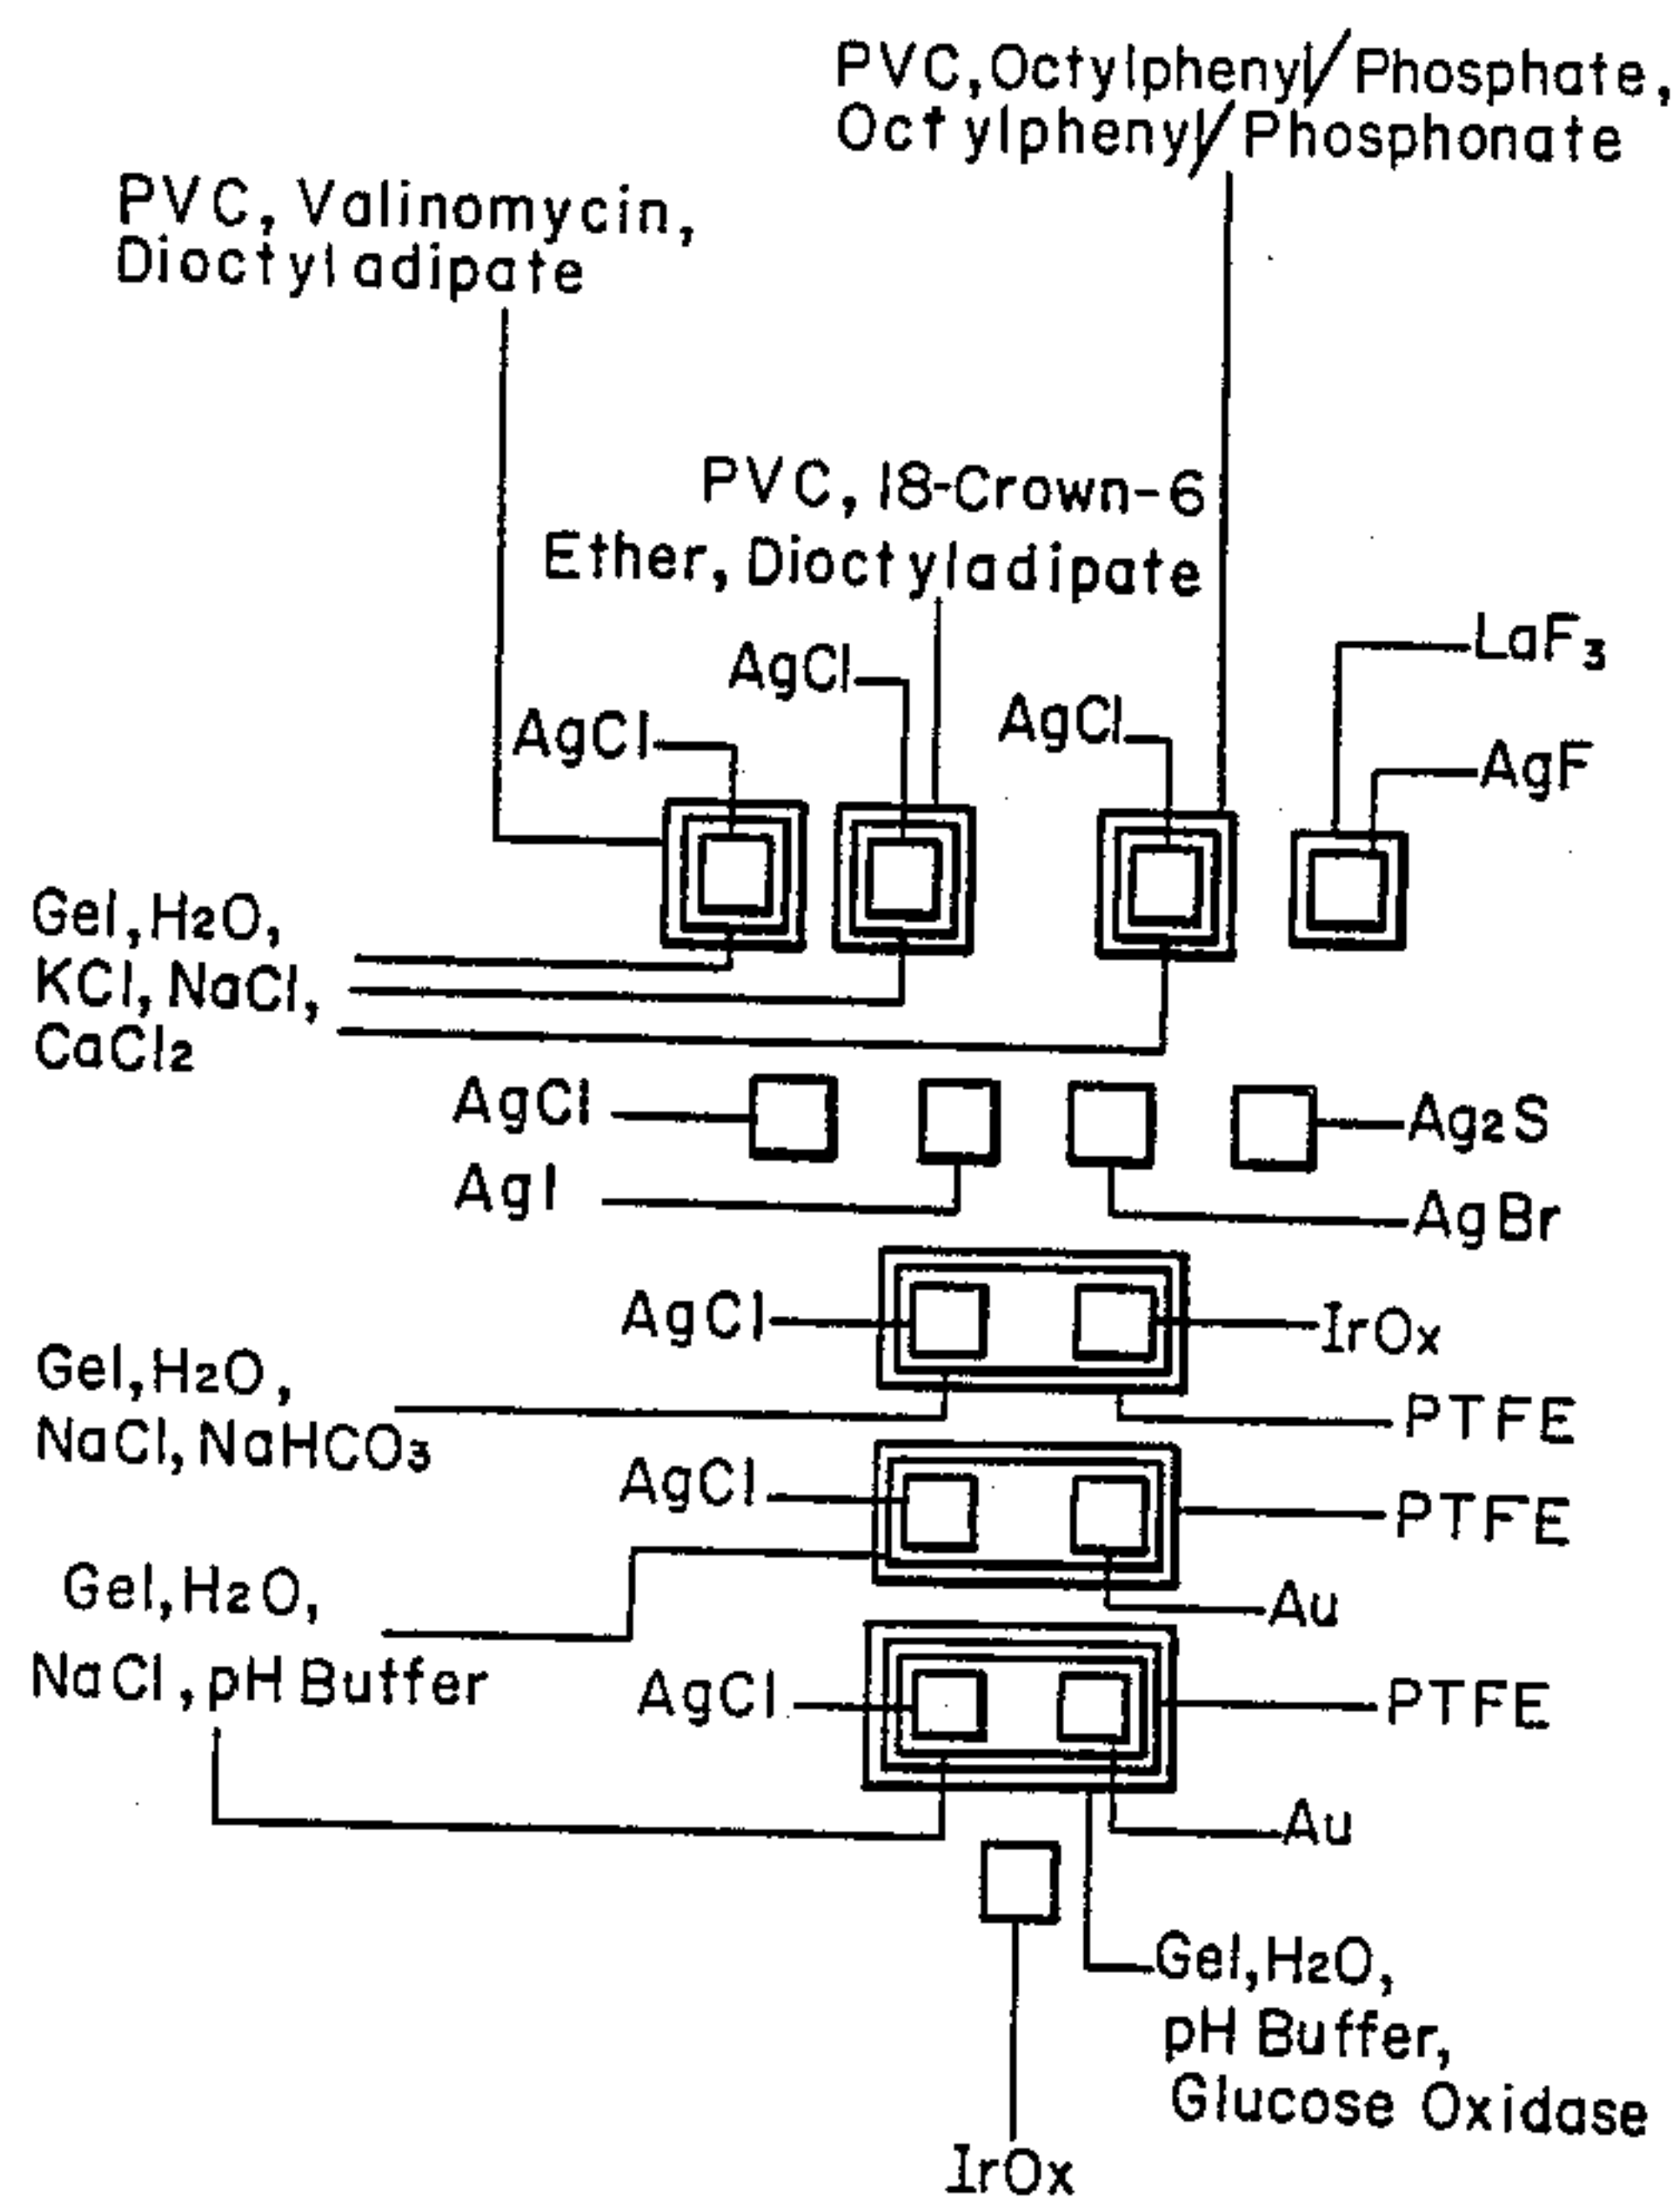 PVC, Octylphenyl/Phosphate,
Octylphenyl/Phosphonate
PVC, Valinomycin,
Dioctyladipate
PVC, 18-Crown-6
Ether, Dioctyladipate
LaF3
AgCl
AgCl
AgCl
AgF
Gel, H2O,
KCl, NaCl,
CaCl2
AgCl
Ag2S
AgI
AgBr
AgCl
IrOx
Gel, H2O,
NaCl, NaHCO3
PTFE
AgCl
PTFE
Gel, H2O,
NaCl, pH Buffer
Au
AgCl
PTFE
Au
Gel, H2O,
pH Buffer,
Glucose Oxidase
IrOx